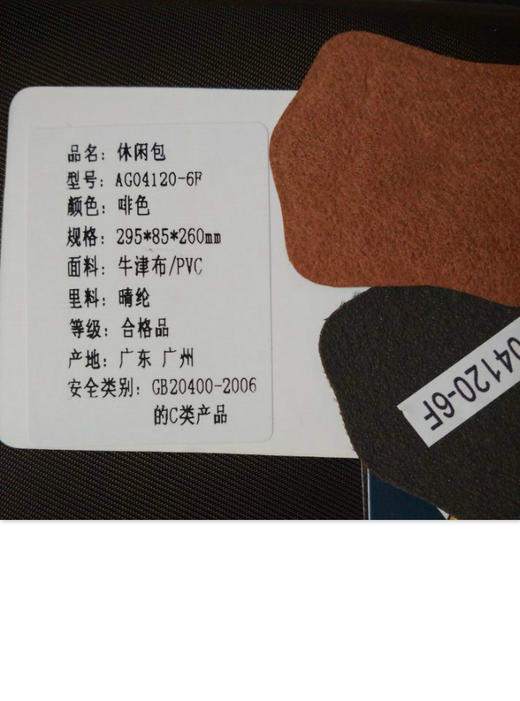 品名: 休闲包
型号: AG04120-6F
颜色: 啡色
规格: 295*85*260mm
面料: 牛津布/PVC
里料: 晴纶
等级: 合格品
产地: 广东 广州
安全类别: GB20400-2006
的C类产品
04120-6F